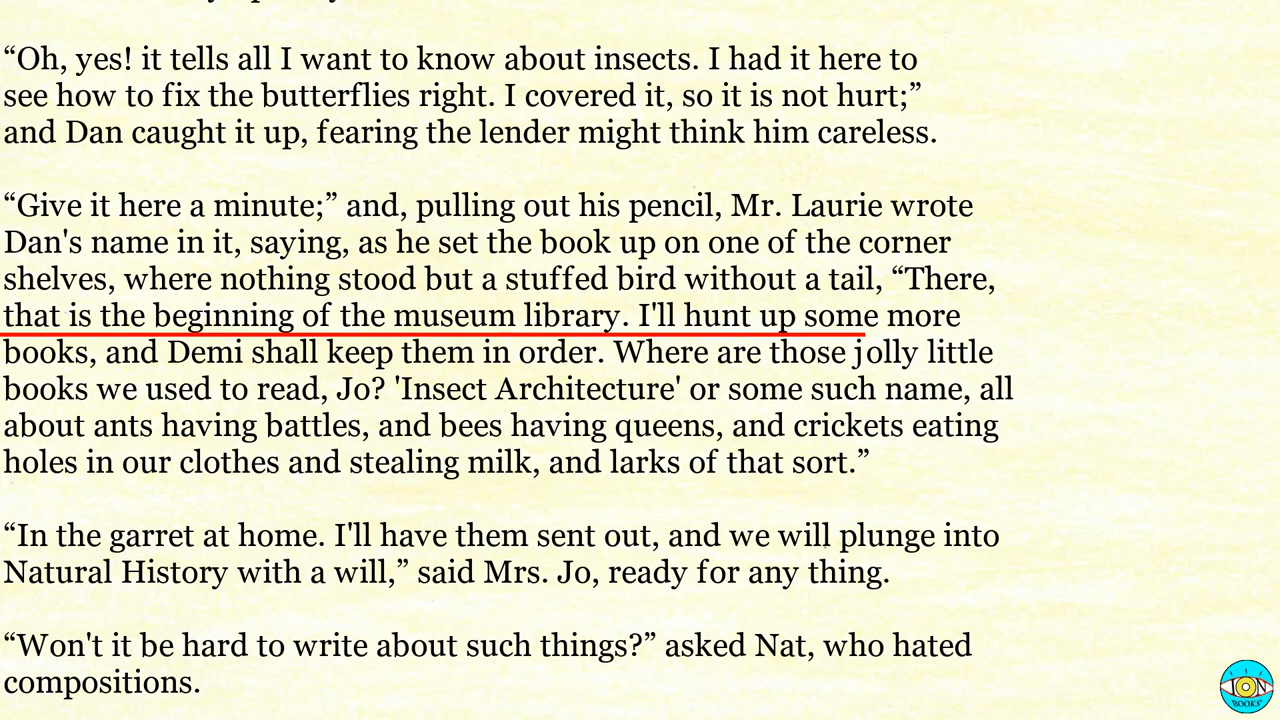 “Oh, yes! it tells all I want to know about insects. I had it here to
see how to fix the butterflies right. I covered it, so it is not hurt;”
and Dan caught it up, fearing the lender might think him careless.
“Give it here a minute;” and, pulling out his pencil, Mr. Laurie wrote
Dan's name in it, saying, as he set the book up on one of the corner
shelves, where nothing stood but a stuffed bird without a tail, “There,
that is the beginning of the museum library. I'll hunt up some more
books, and Demi shall keep them in order. Where are those jolly little
books we used to read, Jo? 'Insect Architecture' or some such name, all
about ants having battles, and bees having queens, and crickets eating
holes in our clothes and stealing milk, and larks of that sort.”
“In the garret at home. I'll have them sent out, and we will plunge into
Natural History with a will,” said Mrs. Jo, ready for any thing.
“Won't it be hard to write about such things?” asked Nat, who hated
compositions.
ION
BOOKS